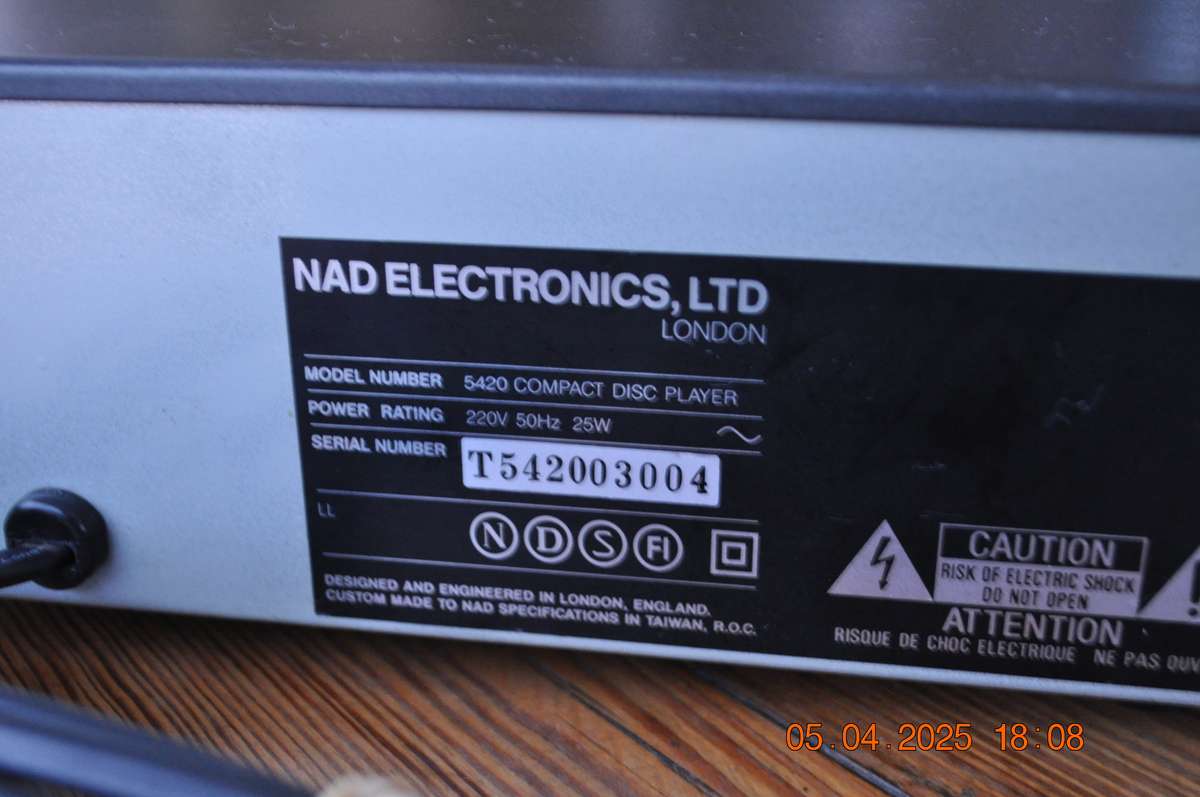 NAD ELECTRONICS, LTD
LONDON
MODEL NUMBER 5420 COMPACT DISC PLAYER
POWER RATING 220V 50Hz 25W
SERIAL NUMBER T542003004
LL
N D S FI
DESIGNED AND ENGINEERED IN LONDON, ENGLAND.
CUSTOM MADE TO NAD SPECIFICATIONS IN TAIWAN, R.O.C.
CAUTION
RISK OF ELECTRIC SHOCK
DO NOT OPEN
ATTENTION
RISQUE DE CHOC ELECTRIQUE NE PAS OUV
05.04.2025 18:08